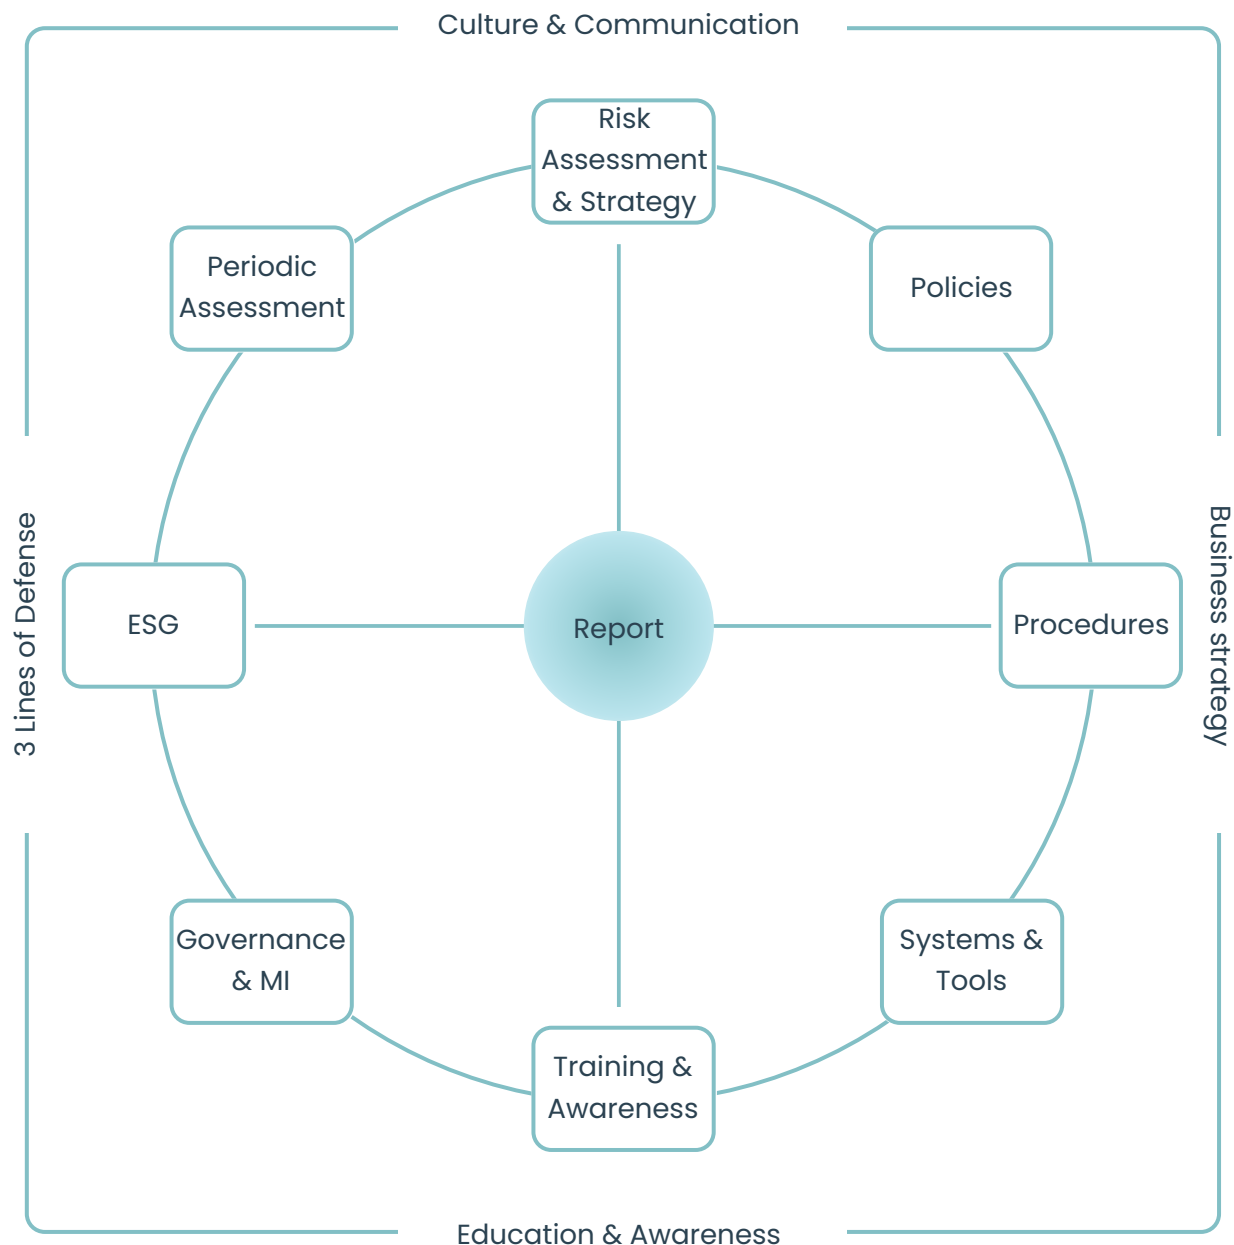 Culture & Communication
Risk
Assessment
& Strategy
Periodic
Assessment
Policies
3 Lines of Defense
ESG
Report
Procedures
Business strategy
Governance
& MI
Systems &
Tools
Training &
Awareness
Education & Awareness